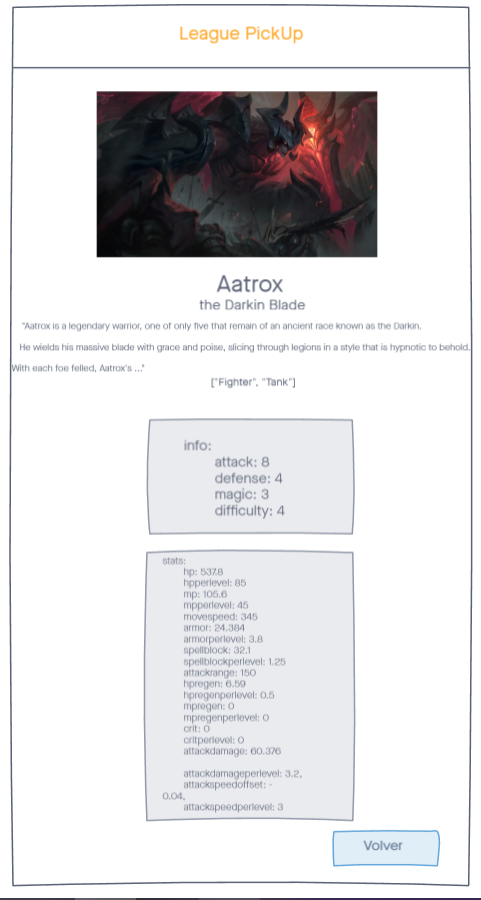 League PickUp
Aatrox
the Darkin Blade
"Aatrox is a legendary warrior, one of only five that remain of an ancient race known as the Darkin.
He wields his massive blade with grace and poise, slicing through legions in a style that is hypnotic to behold.
With each foe felled, Aatrox's ..."
["Fighter", "Tank"]
info:
attack: 8
defense: 4
magic: 3
difficulty: 4
stats:
hp: 537.8
hpperlevel: 85
mp: 105.6
mpperlevel: 45
movespeed: 345
armor: 24.384
armorperlevel: 3.8
spellblock: 32.1
spellblockperlevel: 1.25
attackrange: 150
hpregen: 6.59
hpregenperlevel: 0.5
mpregen: 0
mpregenperlevel: 0
crit: 0
critperlevel: 0
attackdamage: 60.376
attackdamageperlevel: 3.2,
attackspeedoffset: -
0.04,
attackspeedperlevel: 3
Volver